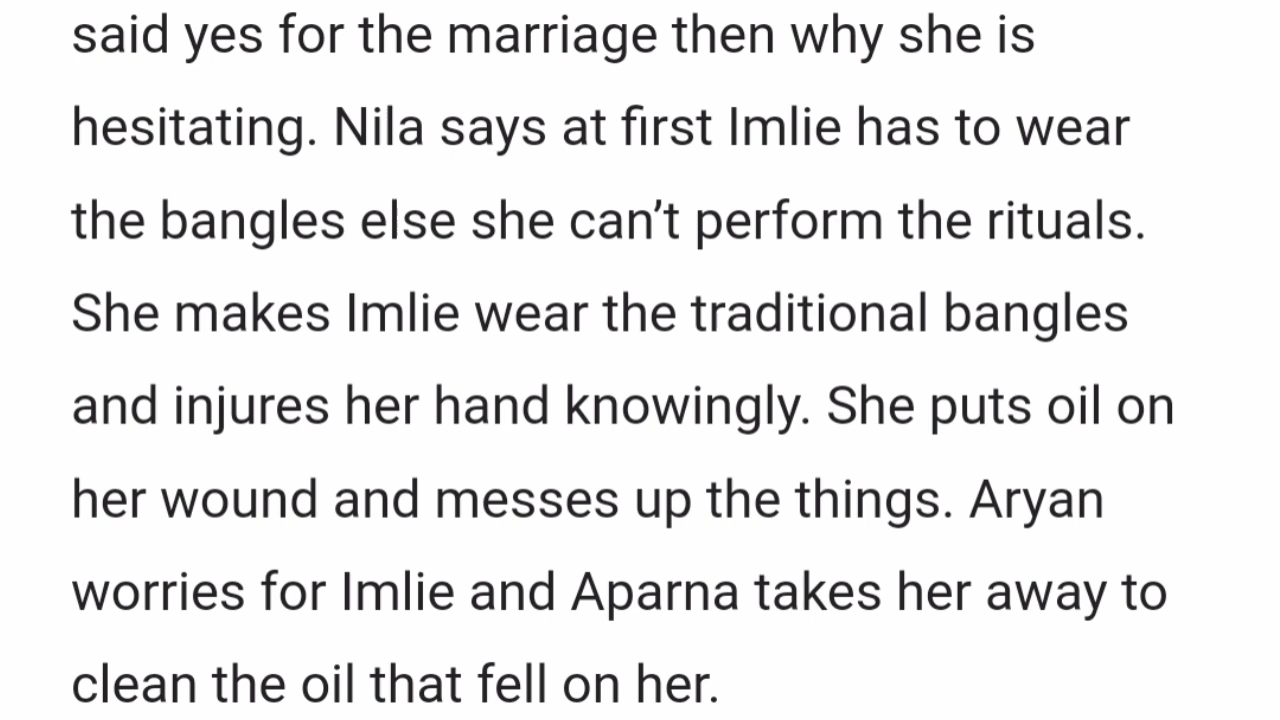 said yes for the marriage then why she is
hesitating. Nila says at first Imlie has to wear
the bangles else she can’t perform the rituals.
She makes Imlie wear the traditional bangles
and injures her hand knowingly. She puts oil on
her wound and messes up the things. Aryan
worries for Imlie and Aparna takes her away to
clean the oil that fell on her.